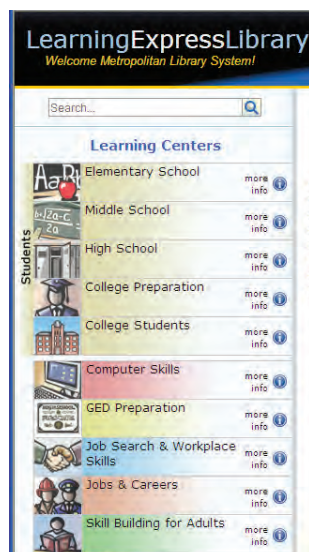 LearningExpressLibrary
Welcome Metropolitan Library System!
Search...
Learning Centers
Students
Elementary School
more info
Middle School
more info
High School
more info
College Preparation
more info
College Students
more info
Computer Skills
more info
GED Preparation
more info
Job Search & Workplace
Skills
more info
Jobs & Careers
more info
Skill Building for Adults
more info